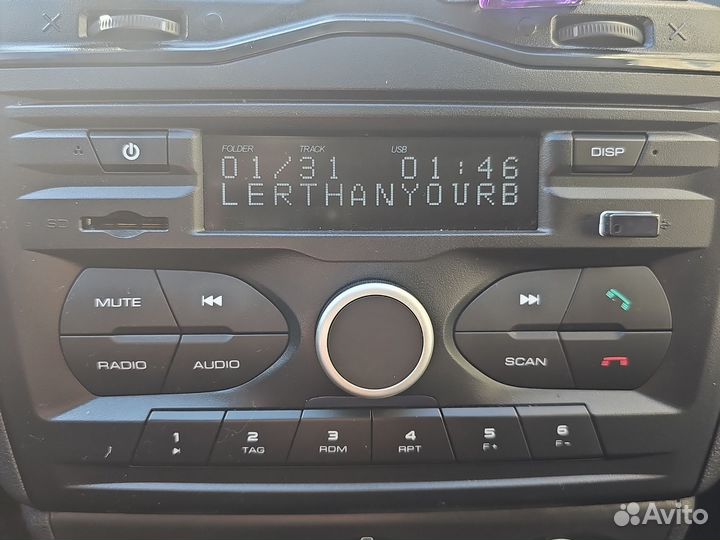 FOLDER TRACK USB
DISP
01/31 01:46
LERTHANYOURB
SD
MUTE
RADIO AUDIO
SCAN
1 2 TAG 3 RDM 4 RPT 5 F- 6 F+
Avito